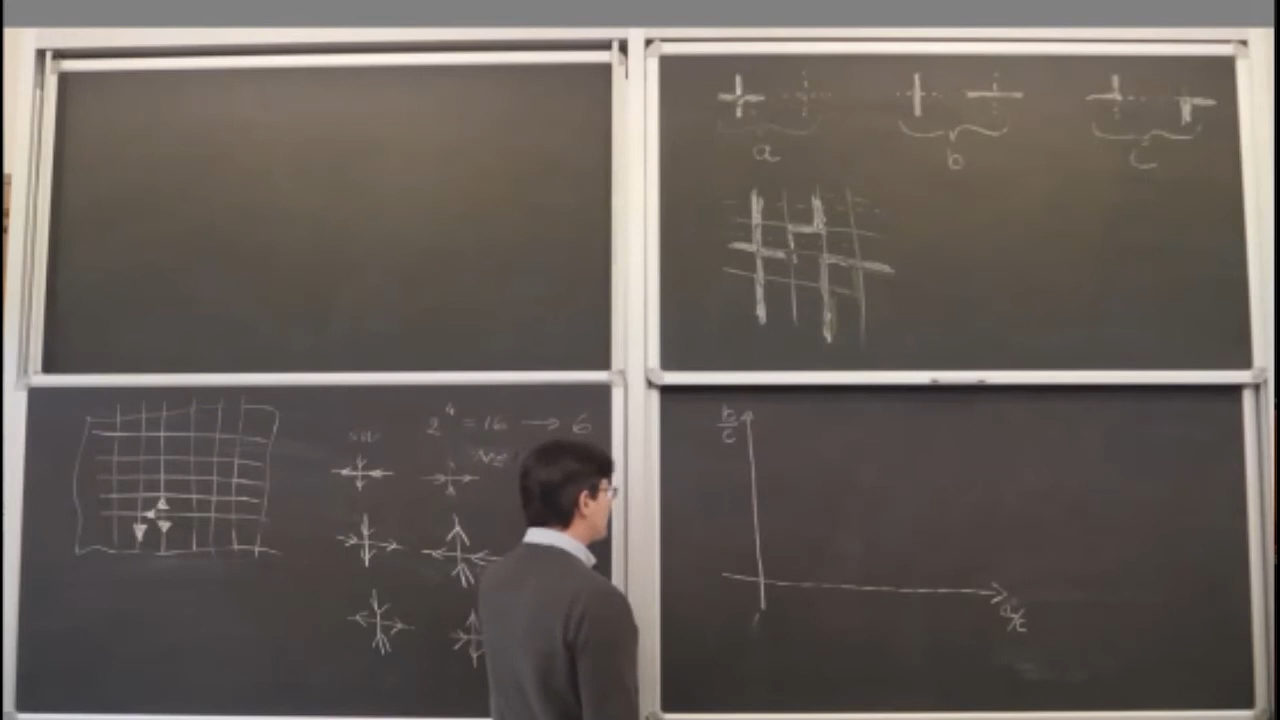 2⁴ = 16 → 6
a b c
b/c
a/c